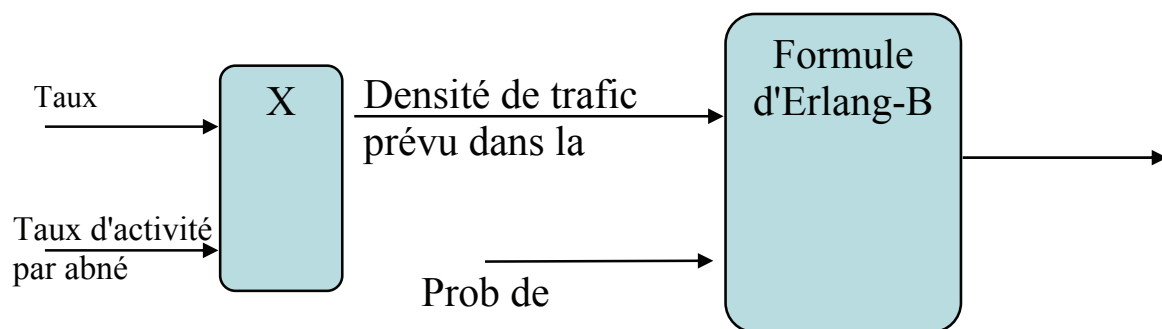 Taux
Taux d'activité
par abné
X
Densité de trafic
prévu dans la
Prob de
Formule
d'Erlang-B